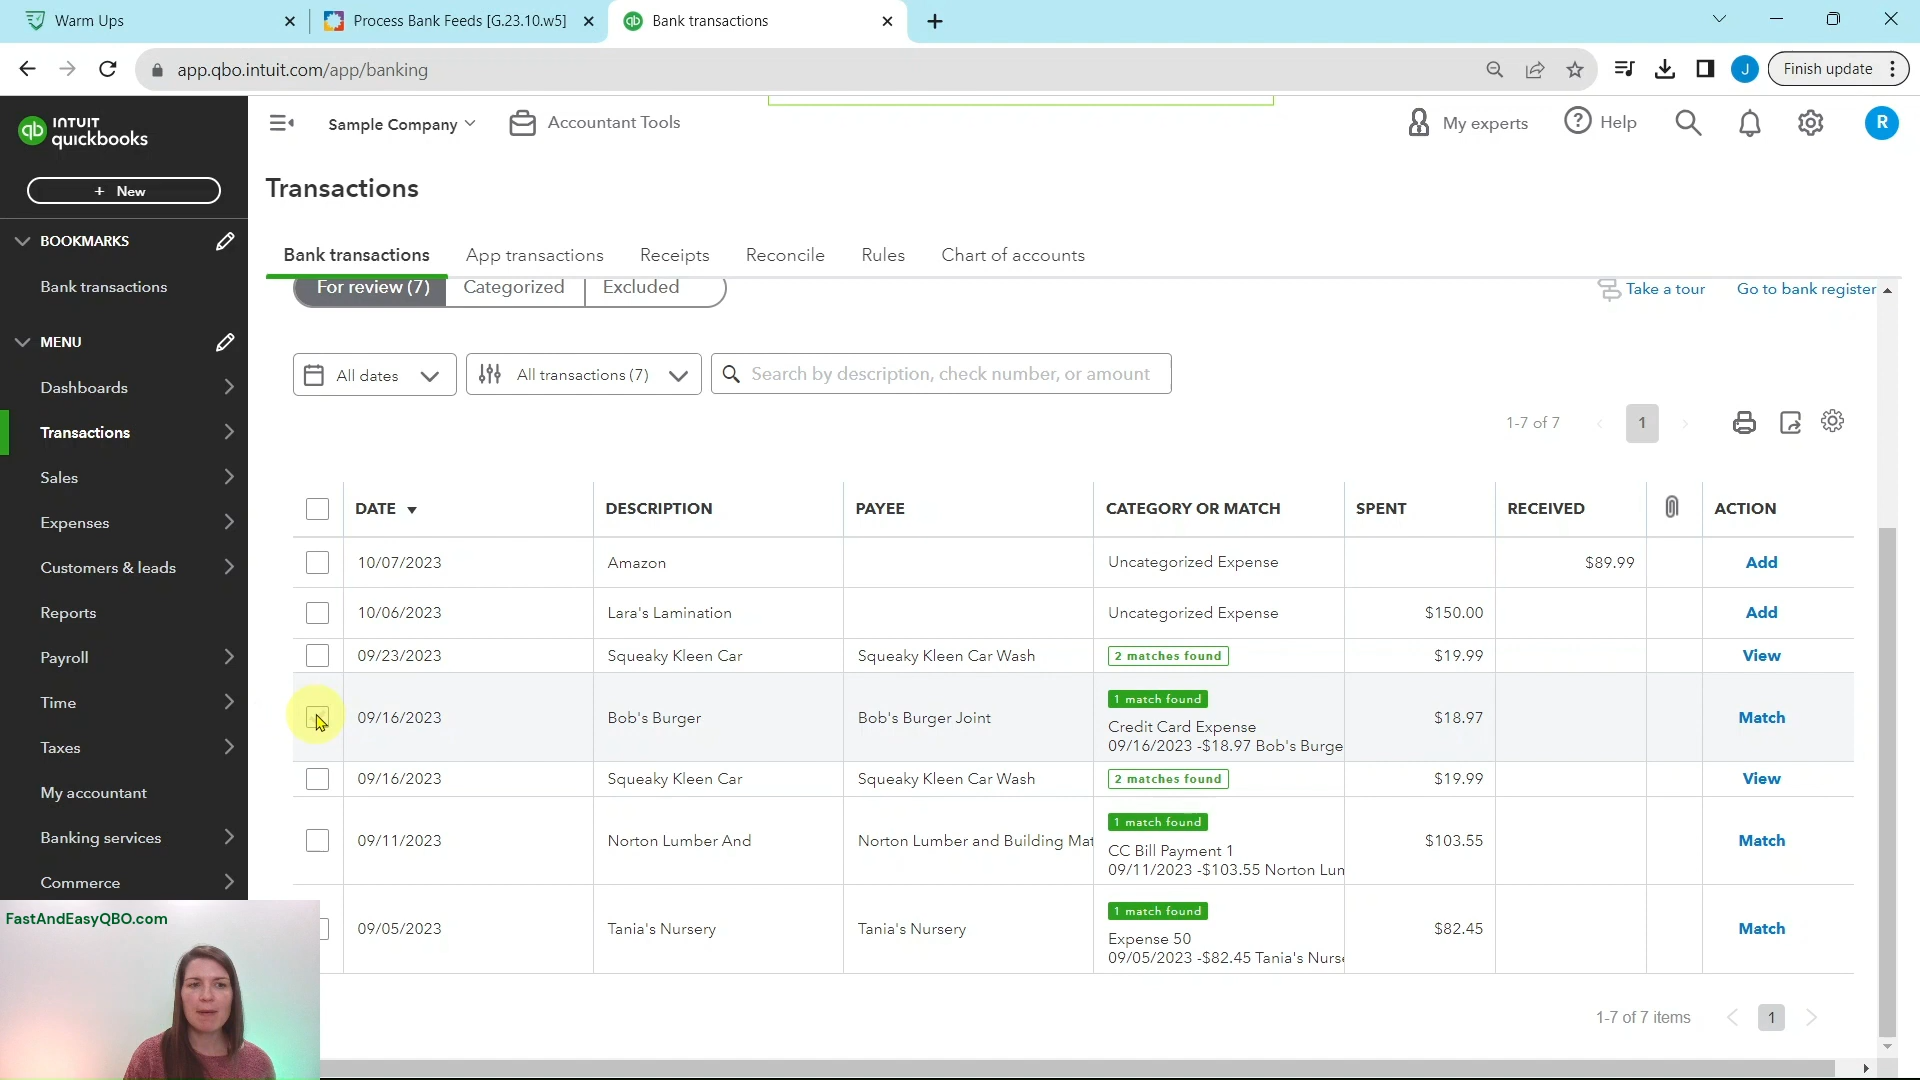 Warm Ups
Process Bank Feeds [G.23.10.w5]
Bank transactions
app.qbo.intuit.com/app/banking
J
Finish update
qb INTUIT quickbooks
Sample Company
Accountant Tools
My experts
Help
R
+ New
Transactions
BOOKMARKS
Bank transactions
App transactions
Receipts
Reconcile
Rules
Chart of accounts
Bank transactions
For review (7)
Categorized
Excluded
Take a tour
Go to bank register
MENU
Dashboards
Transactions
Sales
Expenses
Customers & leads
Reports
Payroll
Time
Taxes
My accountant
Banking services
Commerce
All dates
All transactions (7)
Search by description, check number, or amount
1-7 of 7
1
DATE DESCRIPTION PAYEE CATEGORY OR MATCH SPENT RECEIVED ACTION
10/07/2023 Amazon Uncategorized Expense $89.99 Add
10/06/2023 Lara's Lamination Uncategorized Expense $150.00 Add
09/23/2023 Squeaky Kleen Car Squeaky Kleen Car Wash 2 matches found $19.99 View
1 match found
09/16/2023 Bob's Burger Bob's Burger Joint Credit Card Expense $18.97 Match
09/16/2023 -$18.97 Bob's Burge
09/16/2023 Squeaky Kleen Car Squeaky Kleen Car Wash 2 matches found $19.99 View
1 match found
09/11/2023 Norton Lumber And Norton Lumber and Building Mat CC Bill Payment 1 $103.55 Match
09/11/2023 -$103.55 Norton Lum
1 match found
09/05/2023 Tania's Nursery Tania's Nursery Expense 50 $82.45 Match
09/05/2023 -$82.45 Tania's Nurse
1-7 of 7 items
1
FastAndEasyQBO.com